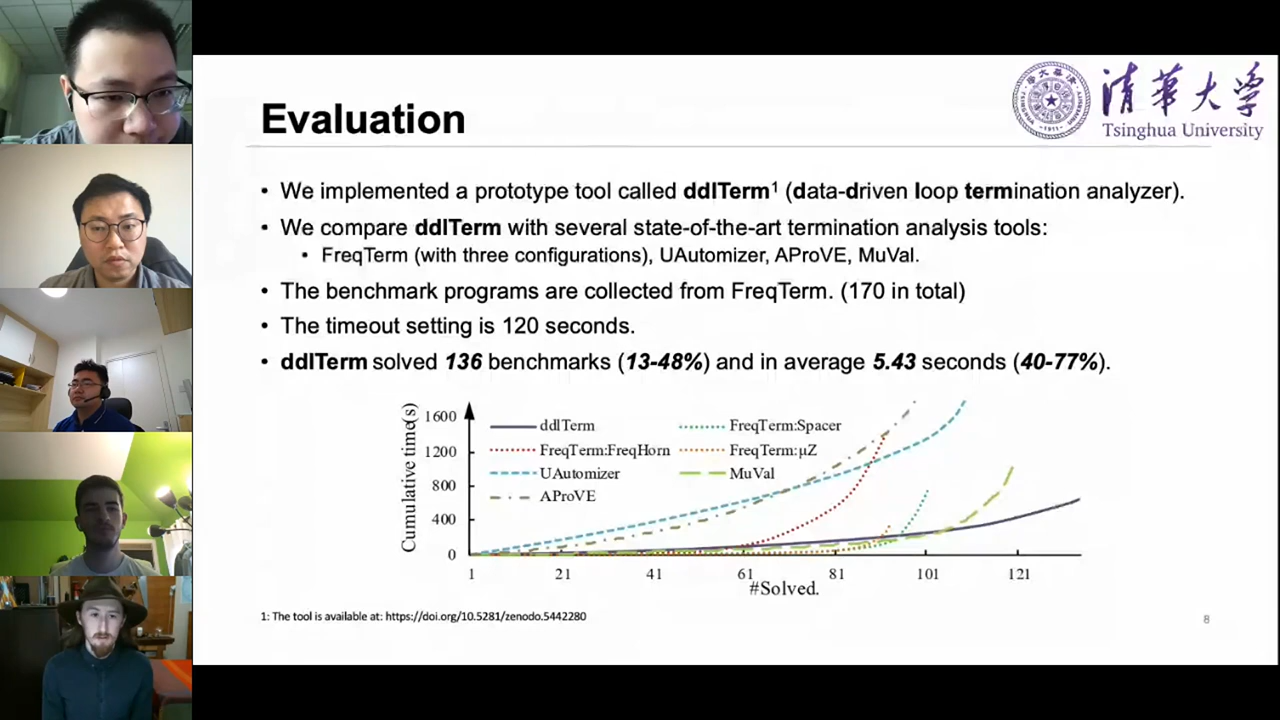 清华大学
Tsinghua University
Evaluation
• We implemented a prototype tool called ddlTerm¹ (data-driven loop termination analyzer).
• We compare ddlTerm with several state-of-the-art termination analysis tools:
• FreqTerm (with three configurations), UAutomizer, AProVE, MuVal.
• The benchmark programs are collected from FreqTerm. (170 in total)
• The timeout setting is 120 seconds.
• ddlTerm solved 136 benchmarks (13-48%) and in average 5.43 seconds (40-77%).
Cumulative time(s)
1600
1200
800
400
0
ddlTerm
FreqTerm:Spacer
FreqTerm:FreqHorn
FreqTerm:μZ
UAutomizer
MuVal
AProVE
1 21 41 61 81 101 121
#Solved.
1: The tool is available at: https://doi.org/10.5281/zenodo.5442280
8